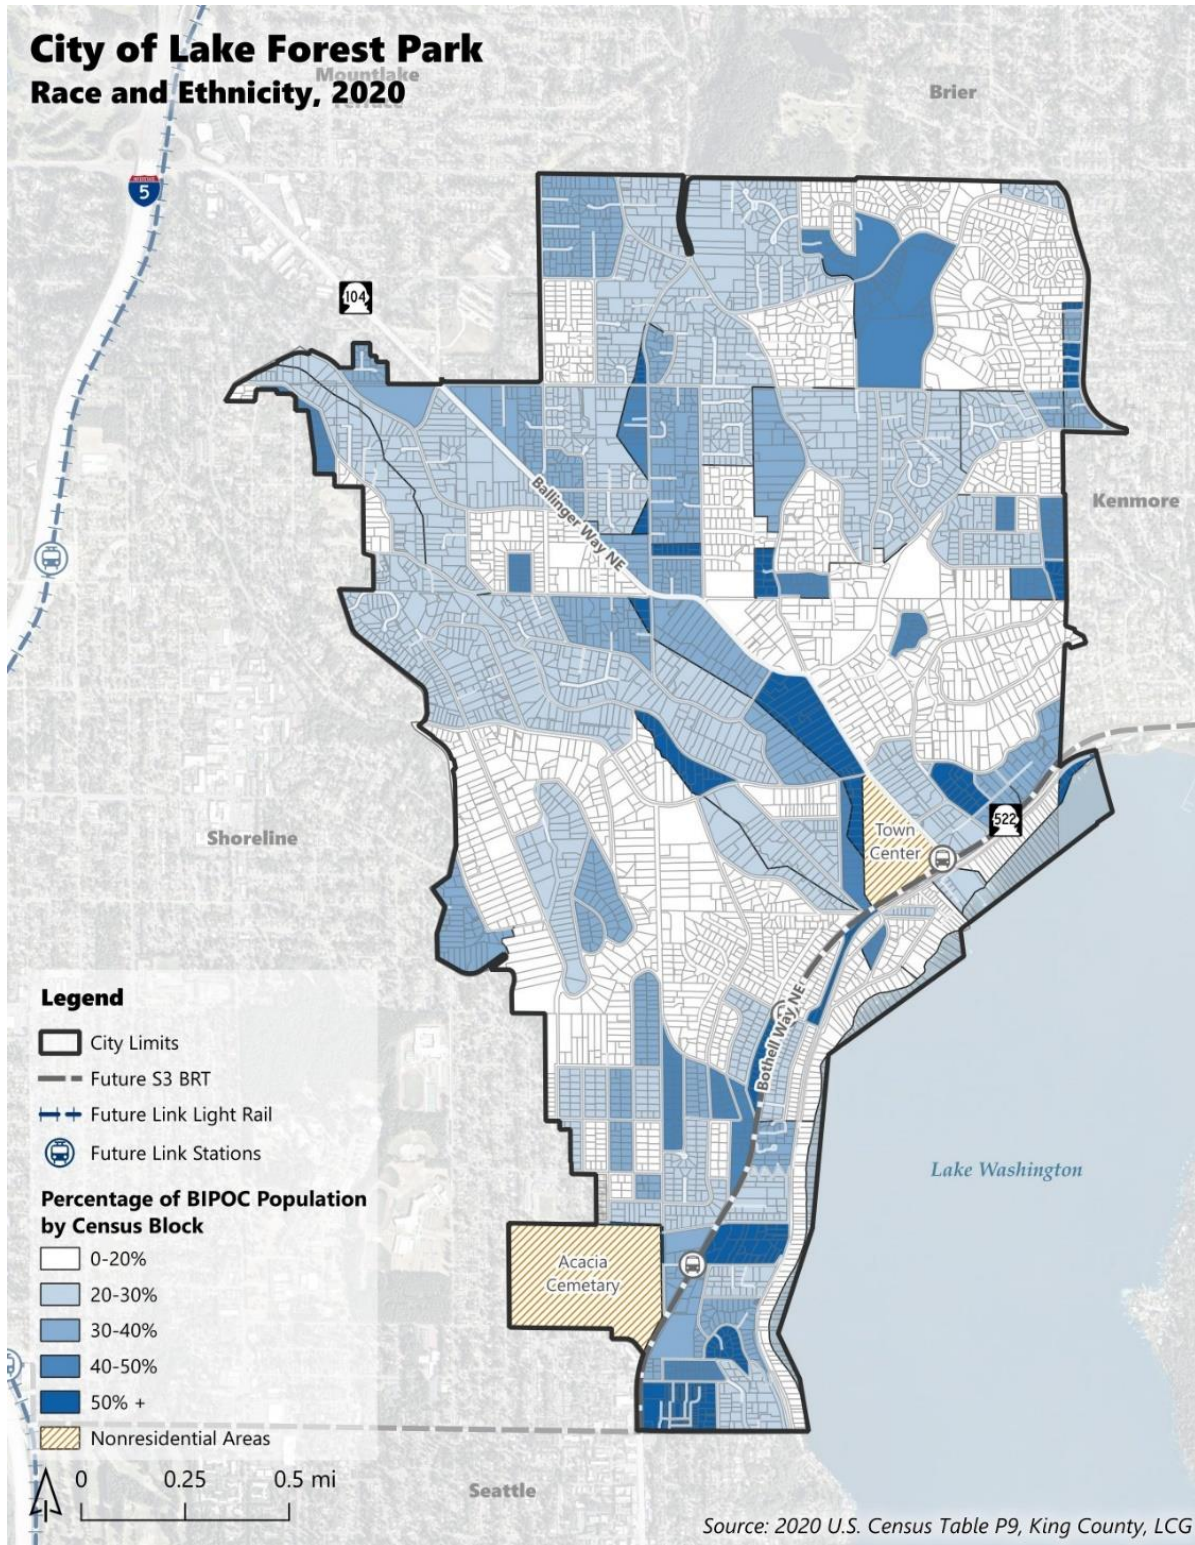 City of Lake Forest Park
Race and Ethnicity, 2020
Mountlake
Terrace
Brier
5
104
Kenmore
Ballinger Way NE
Shoreline
Town
Center
522
Bothell Way NE
Lake Washington
Acacia
Cemetary
Seattle
Legend
City Limits
Future S3 BRT
Future Link Light Rail
Future Link Stations
Percentage of BIPOC Population
by Census Block
0-20%
20-30%
30-40%
40-50%
50% +
Nonresidential Areas
0 0.25 0.5 mi
Source: 2020 U.S. Census Table P9, King County, LCG